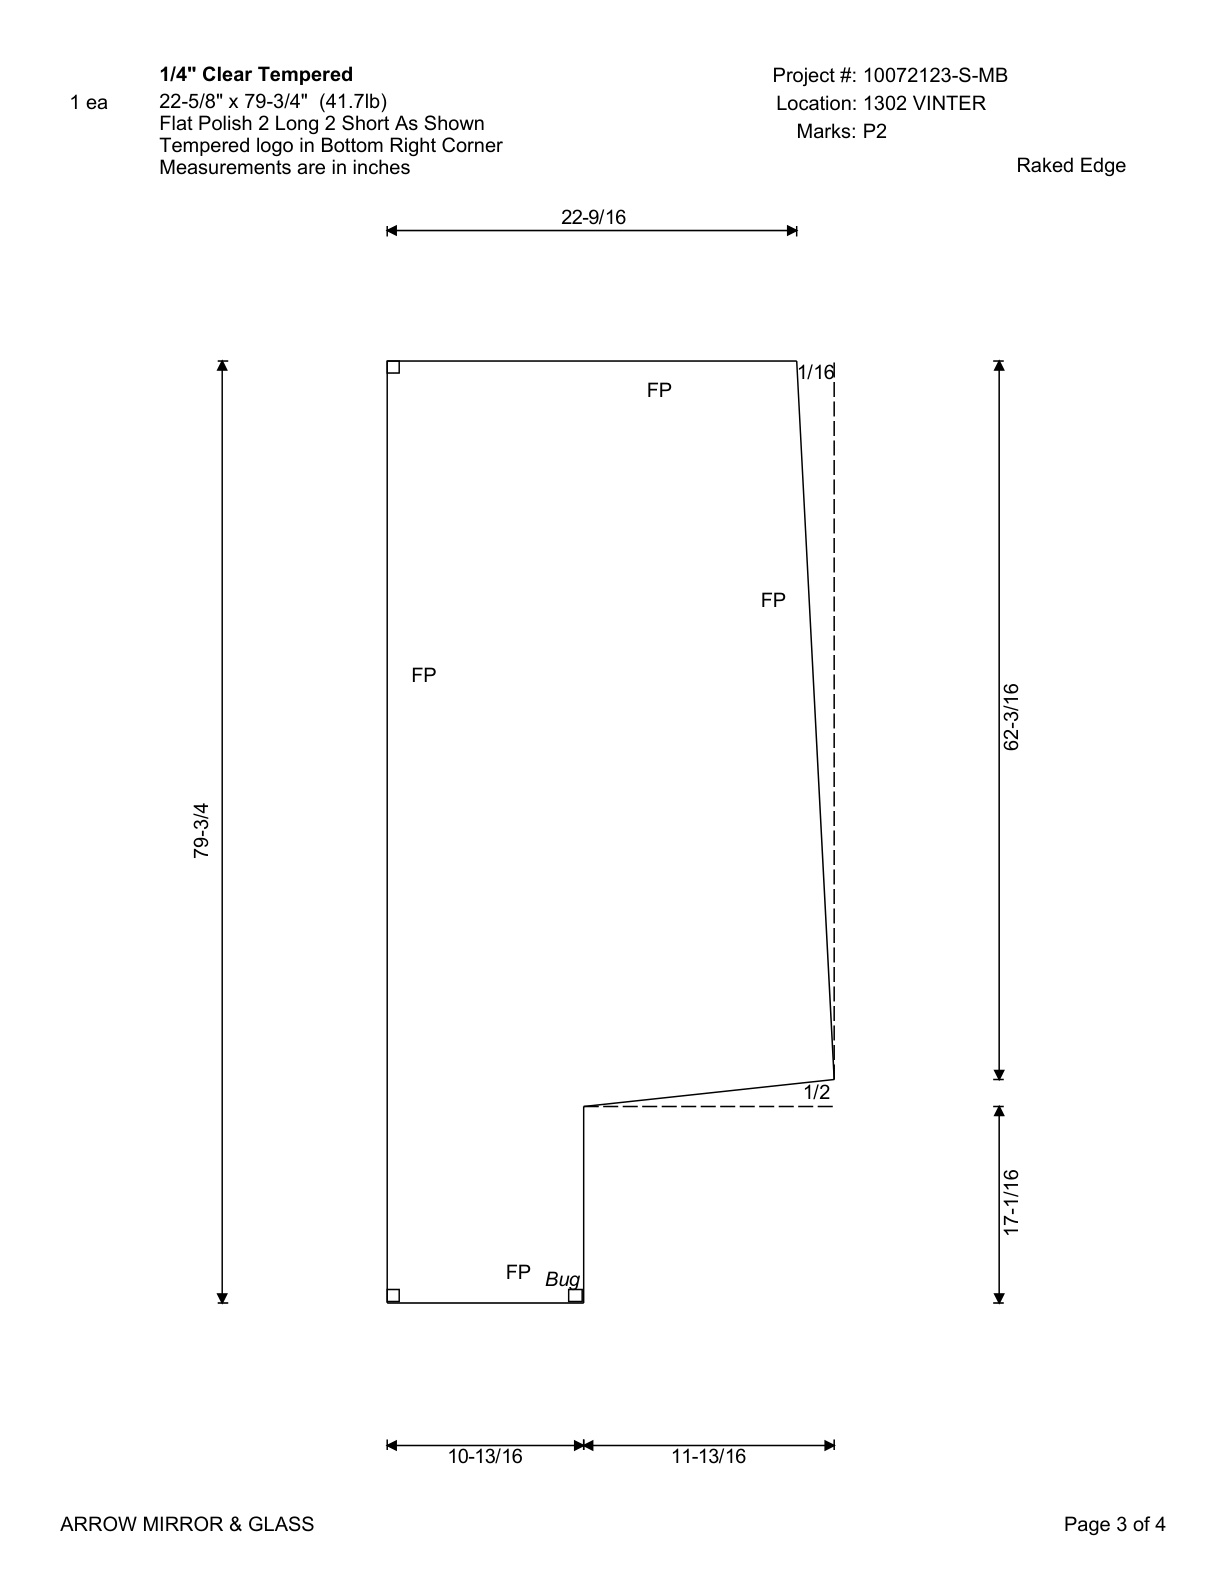 1/4" Clear Tempered
1 ea
22-5/8" x 79-3/4" (41.7lb)
Flat Polish 2 Long 2 Short As Shown
Tempered logo in Bottom Right Corner
Measurements are in inches
Project #: 10072123-S-MB
Location: 1302 VINTER
Marks: P2
Raked Edge
22-9/16
1/16
FP
FP
FP
62-3/16
79-3/4
1/2
17-1/16
FP
Bug
10-13/16
11-13/16
ARROW MIRROR & GLASS
Page 3 of 4